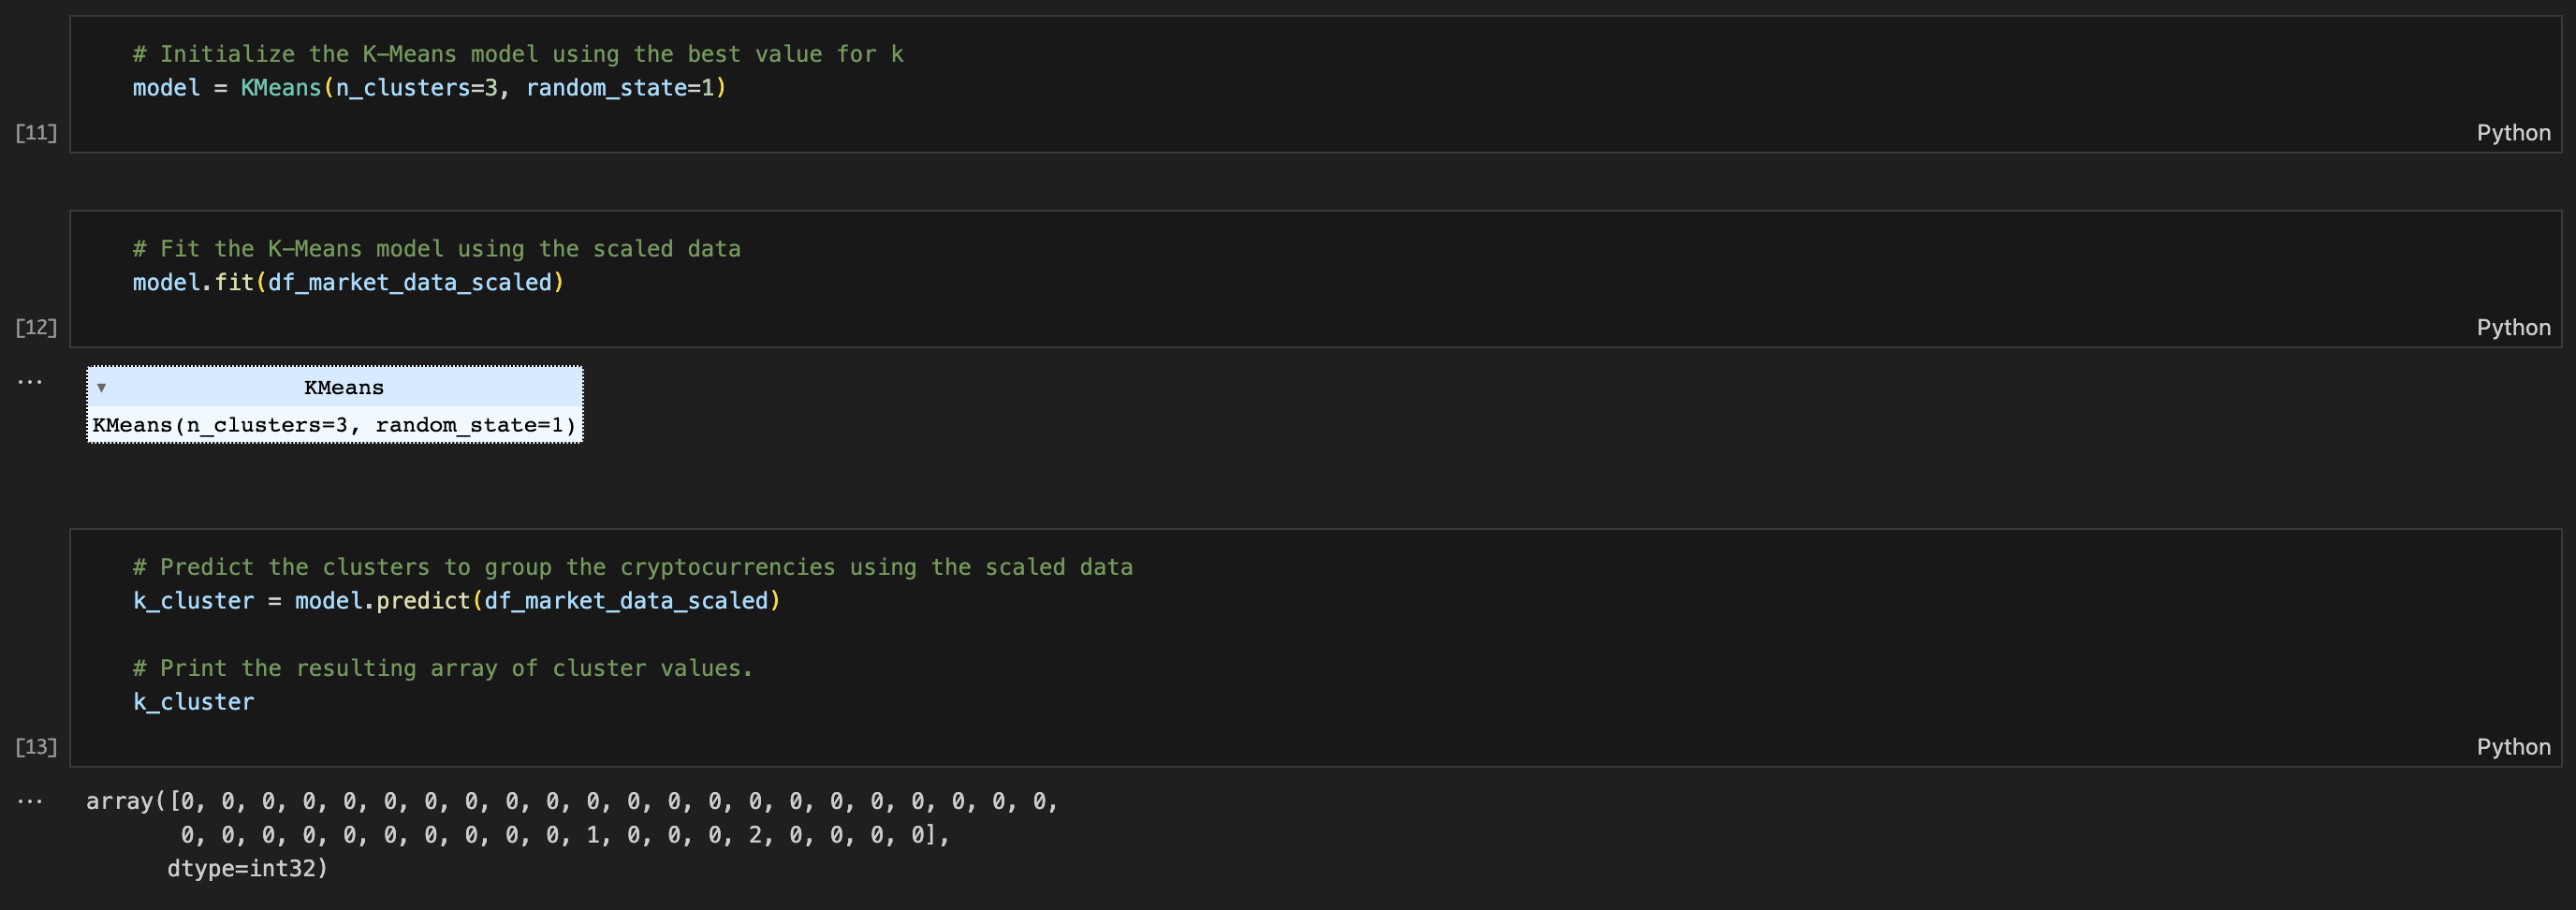 # Initialize the K-Means model using the best value for k
model = KMeans(n_clusters=3, random_state=1)
[11]
Python
# Fit the K-Means model using the scaled data
model.fit(df_market_data_scaled)
[12]
Python
...
▼ KMeans
KMeans(n_clusters=3, random_state=1)
# Predict the clusters to group the cryptocurrencies using the scaled data
k_cluster = model.predict(df_market_data_scaled)
# Print the resulting array of cluster values.
k_cluster
[13]
Python
... array([0, 0, 0, 0, 0, 0, 0, 0, 0, 0, 0, 0, 0, 0, 0, 0, 0, 0, 0, 0, 0, 0,
0, 0, 0, 0, 0, 0, 0, 0, 0, 0, 1, 0, 0, 0, 2, 0, 0, 0, 0],
dtype=int32)